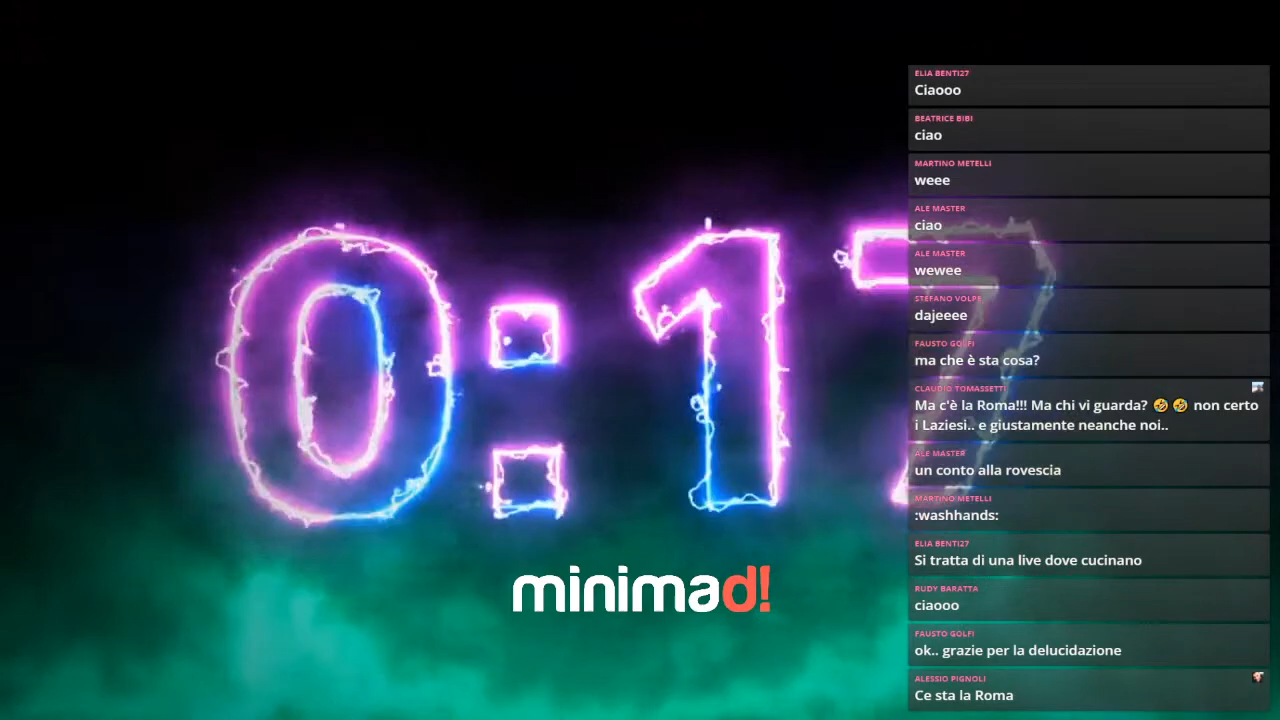 0:17
minimad!
ELIA BENTI27
Ciaooo
BEATRICE BIBI
ciao
MARTINO METELLI
weee
ALE MASTER
ciao
ALE MASTER
wewee
STEFANO VOLPE
dajeeee
FAUSTO GOLFI
ma che è sta cosa?
CLAUDIO TOMASSETTI
Ma c'è la Roma!!! Ma chi vi guarda? 🤣 🤣 non certo
i Laziesi.. e giustamente neanche noi..
ALE MASTER
un conto alla rovescia
MARTINO METELLI
:washhands:
ELIA BENTI27
Si tratta di una live dove cucinano
RUDY BARATTA
ciaooo
FAUSTO GOLFI
ok.. grazie per la delucidazione
ALESSIO PIGNOLI
Ce sta la Roma